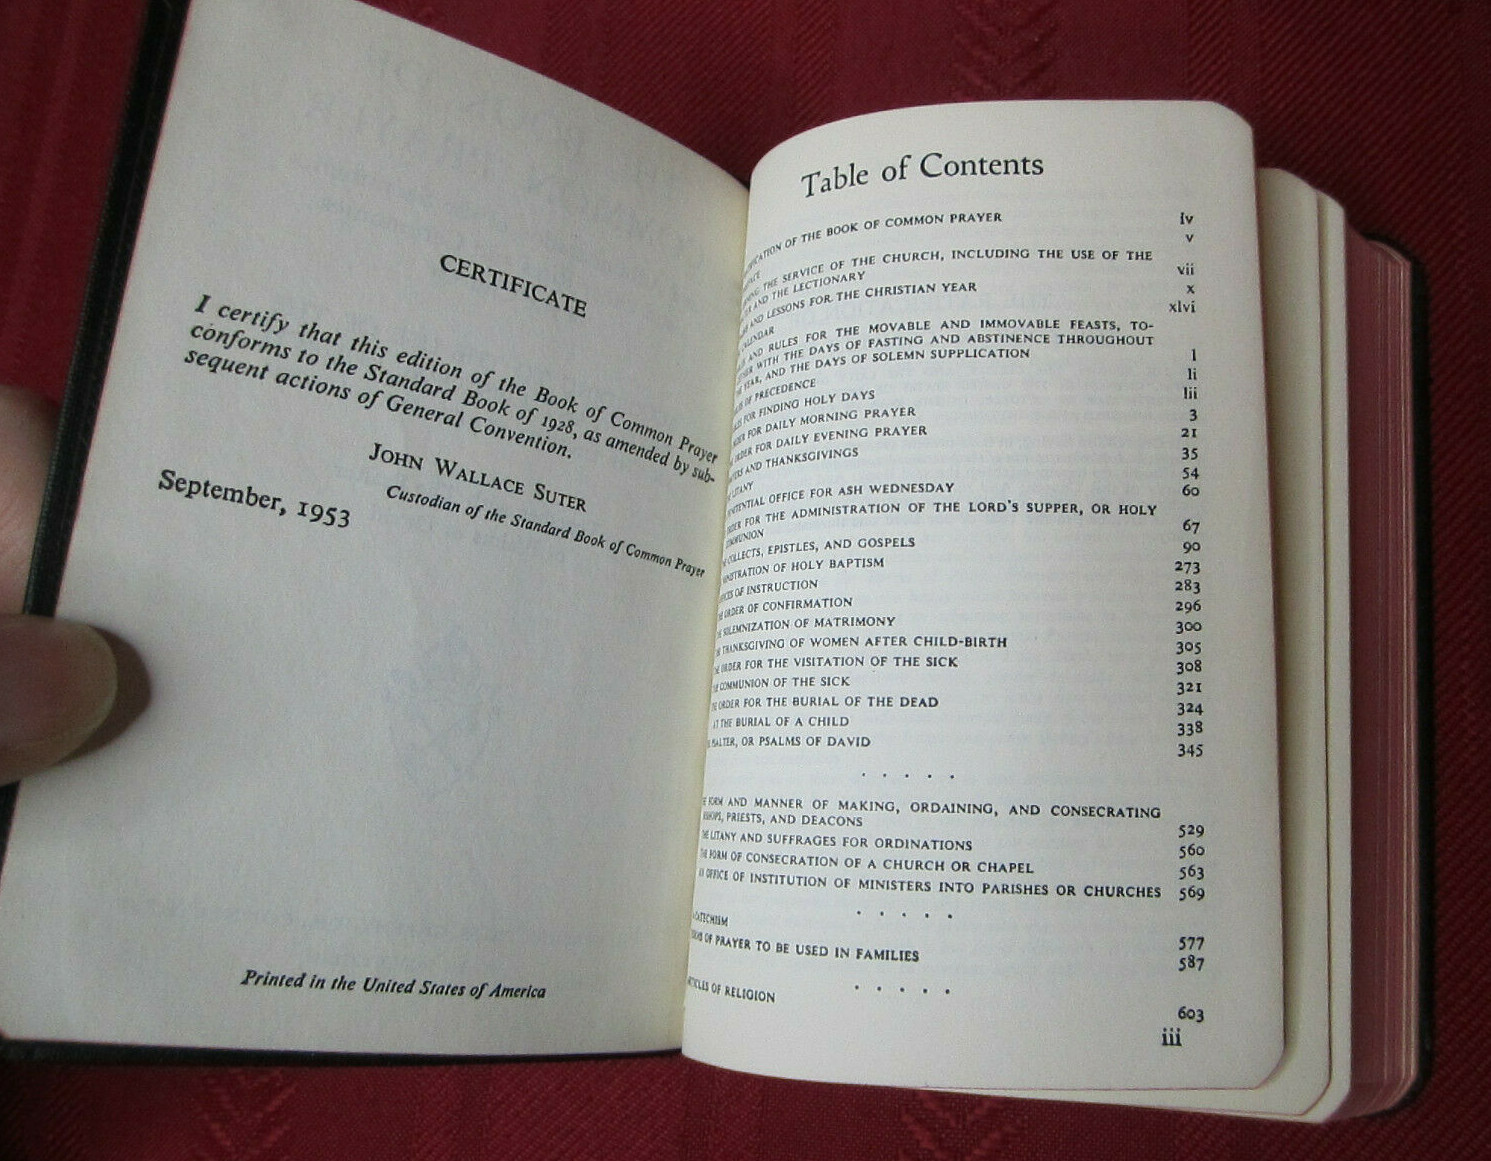 CERTIFICATE
I certify that this edition of the Book of Common Prayer
conforms to the Standard Book of 1928, as amended by sub-
sequent actions of General Convention.
JOHN WALLACE SUTER
Custodian of the Standard Book of Common Prayer
September, 1953
Printed in the United States of America
Table of Contents
OF THE BOOK OF COMMON PRAYER iv
v
THE SERVICE OF THE CHURCH, INCLUDING THE USE OF THE
AND THE LECTIONARY vii
AND LESSONS FOR THE CHRISTIAN YEAR x
CALENDAR xlvi
AND RULES FOR THE MOVABLE AND IMMOVABLE FEASTS, TO-
WITH THE DAYS OF FASTING AND ABSTINENCE THROUGHOUT
YEAR, AND THE DAYS OF SOLEMN SUPPLICATION l
OF PRECEDENCE li
FOR FINDING HOLY DAYS lii
FOR DAILY MORNING PRAYER 3
ORDER FOR DAILY EVENING PRAYER 21
AND THANKSGIVINGS 35
LITANY 54
OFFICE FOR ASH WEDNESDAY 60
ORDER FOR THE ADMINISTRATION OF THE LORD'S SUPPER, OR HOLY
67
COLLECTS, EPISTLES, AND GOSPELS 90
OF HOLY BAPTISM 273
OF INSTRUCTION 283
ORDER OF CONFIRMATION 296
SOLEMNIZATION OF MATRIMONY 300
THANKSGIVING OF WOMEN AFTER CHILD-BIRTH 305
ORDER FOR THE VISITATION OF THE SICK 308
COMMUNION OF THE SICK 321
ORDER FOR THE BURIAL OF THE DEAD 324
AT THE BURIAL OF A CHILD 338
OR PSALMS OF DAVID 345
. . . . .
FORM AND MANNER OF MAKING, ORDAINING, AND CONSECRATING
PRIESTS, AND DEACONS 529
LITANY AND SUFFRAGES FOR ORDINATIONS 560
FORM OF CONSECRATION OF A CHURCH OR CHAPEL 563
OFFICE OF INSTITUTION OF MINISTERS INTO PARISHES OR CHURCHES 569
. . . . .
CATECHISM 577
OF PRAYER TO BE USED IN FAMILIES 587
. . . . .
OF RELIGION 603
iii